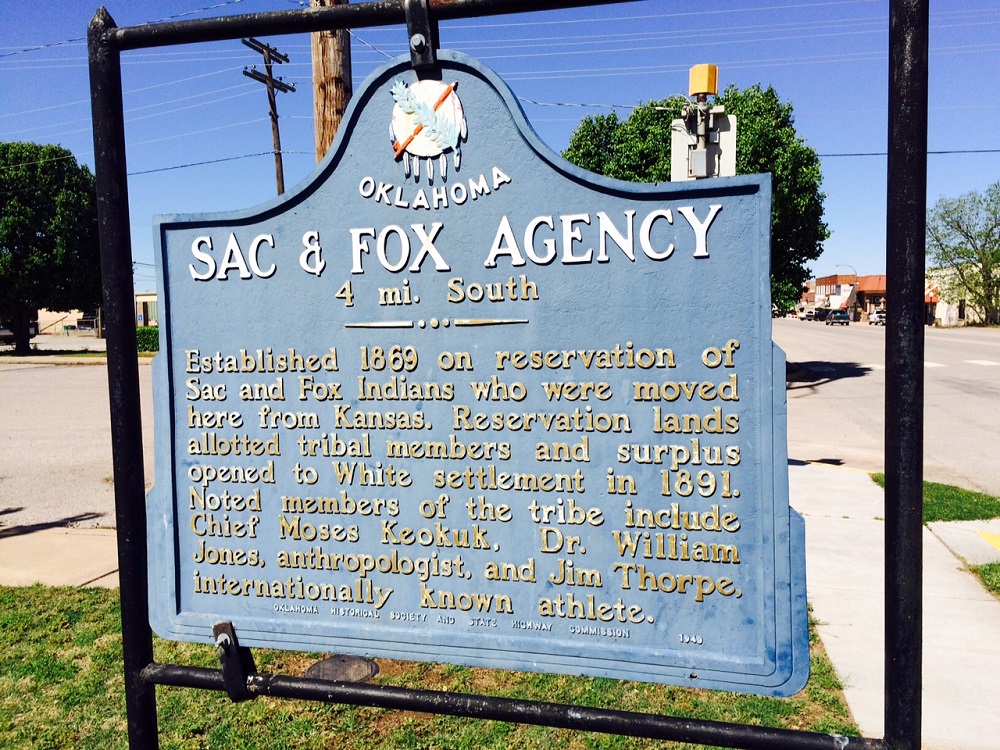 OKLAHOMA
SAC & FOX AGENCY
4 mi. South
Established 1869 on reservation of
Sac and Fox Indians who were moved
here from Kansas. Reservation lands
allotted tribal members and surplus
opened to White settlement in 1891.
Noted members of the tribe include
Chief Moses Keokuk, Dr. William
Jones, anthropologist, and Jim Thorpe,
internationally known athlete.
OKLAHOMA HISTORICAL SOCIETY AND STATE HIGHWAY COMMISSION 1949